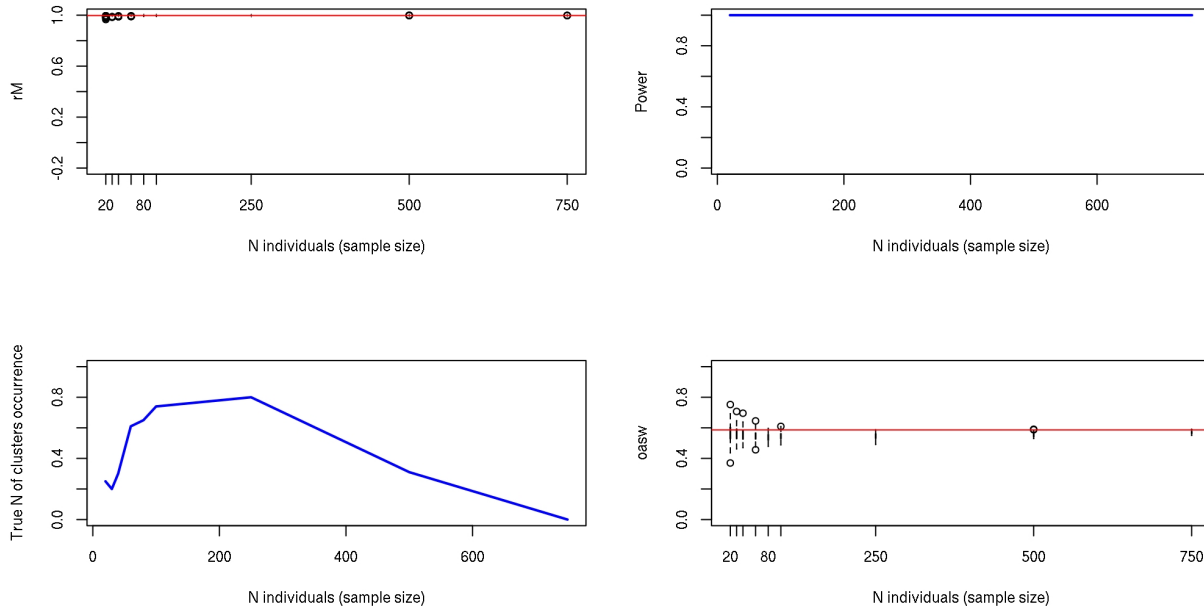 rM
-0.2 0.2 0.6 1.0
20 80 250 500 750
N individuals (sample size)
Power
0.0 0.4 0.8
0 200 400 600
N individuals (sample size)
True N of clusters occurrence
0.0 0.4 0.8
0 200 400 600
N individuals (sample size)
oasw
0.0 0.4 0.8
20 80 250 500 750
N individuals (sample size)